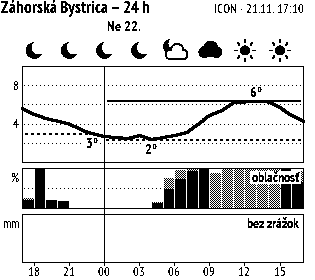 Záhorská Bystrica – 24 h
ICON · 21.11. 17:10
Ne 22.
8
6°
4
3°
2°
%
oblačnosť
mm
bez zrážok
18 21 00 03 06 09 12 15